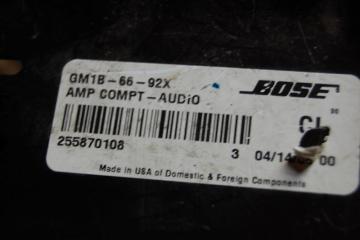 GM1B-66-92X
BOSE
AMP COMPT-AUDIO
255870108
3 04/14/ 00
Made in USA of Domestic & Foreign Components